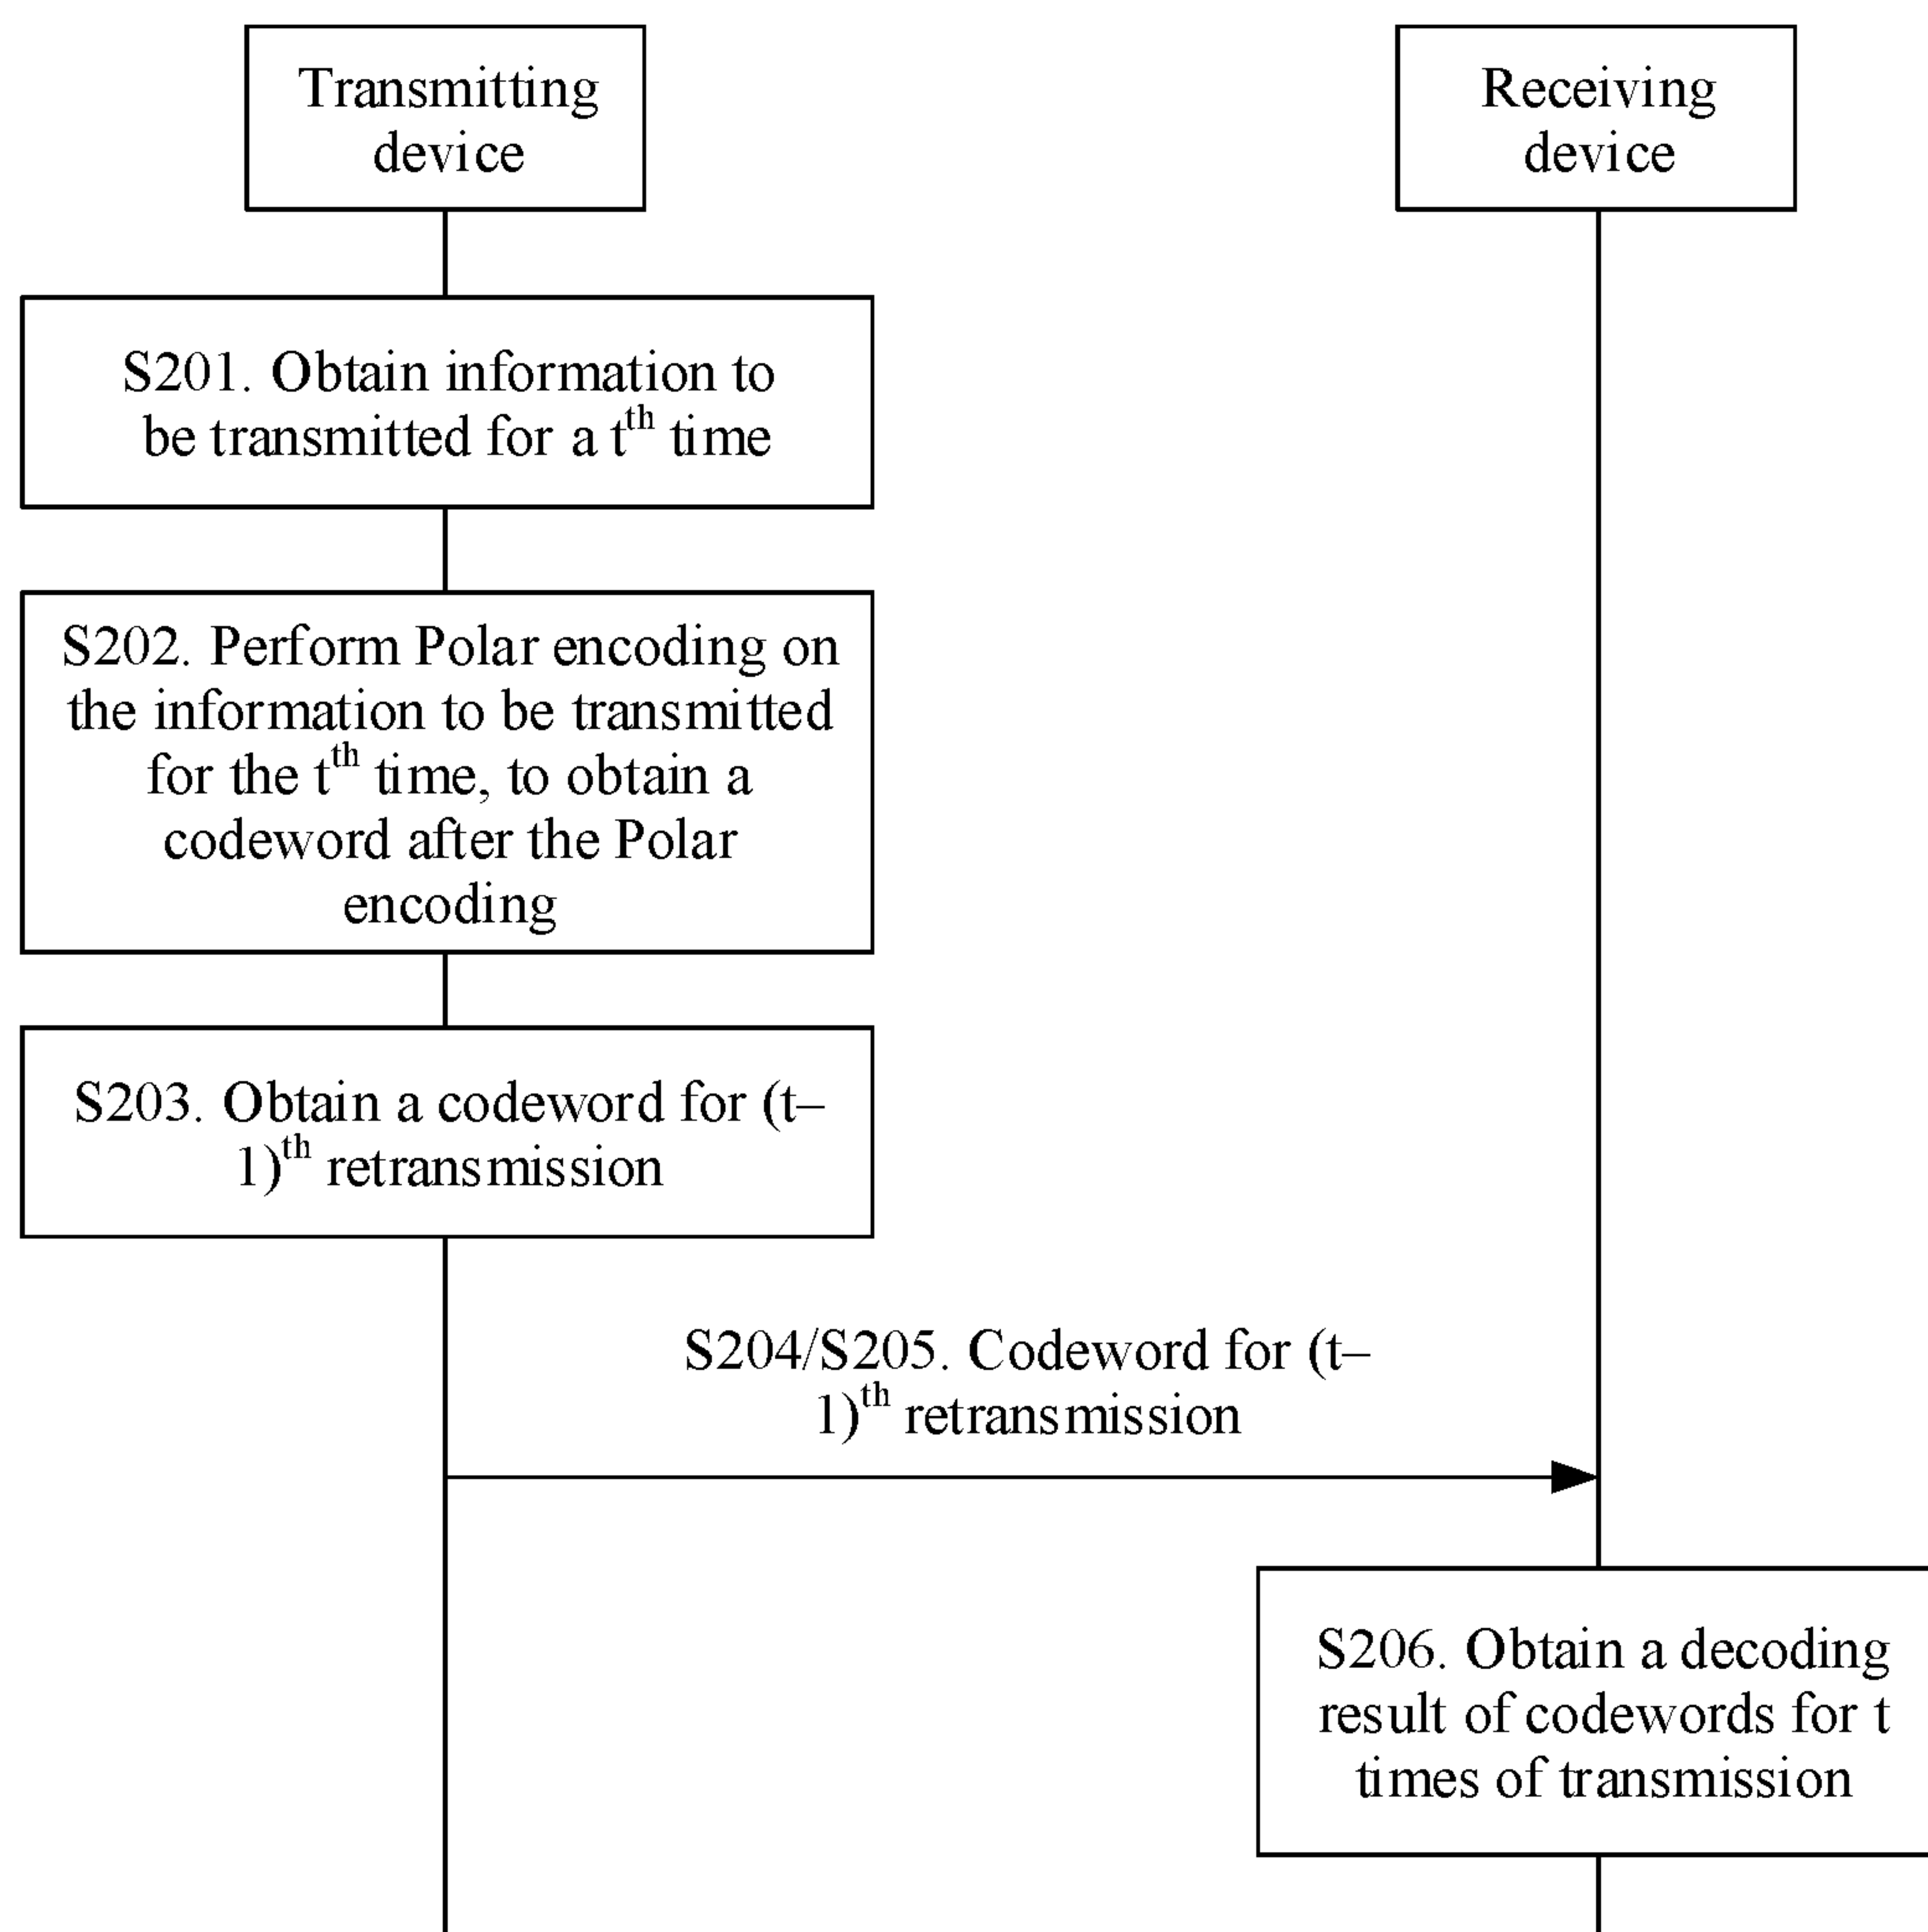 Transmitting
device
Receiving
device
S201. Obtain information to
be transmitted for a tth time
S202. Perform Polar encoding on
the information to be transmitted
for the tth time, to obtain a
codeword after the Polar
encoding
S203. Obtain a codeword for (t–
1)th retransmission
S204/S205. Codeword for (t–
1)th retransmission
S206. Obtain a decoding
result of codewords for t
times of transmission